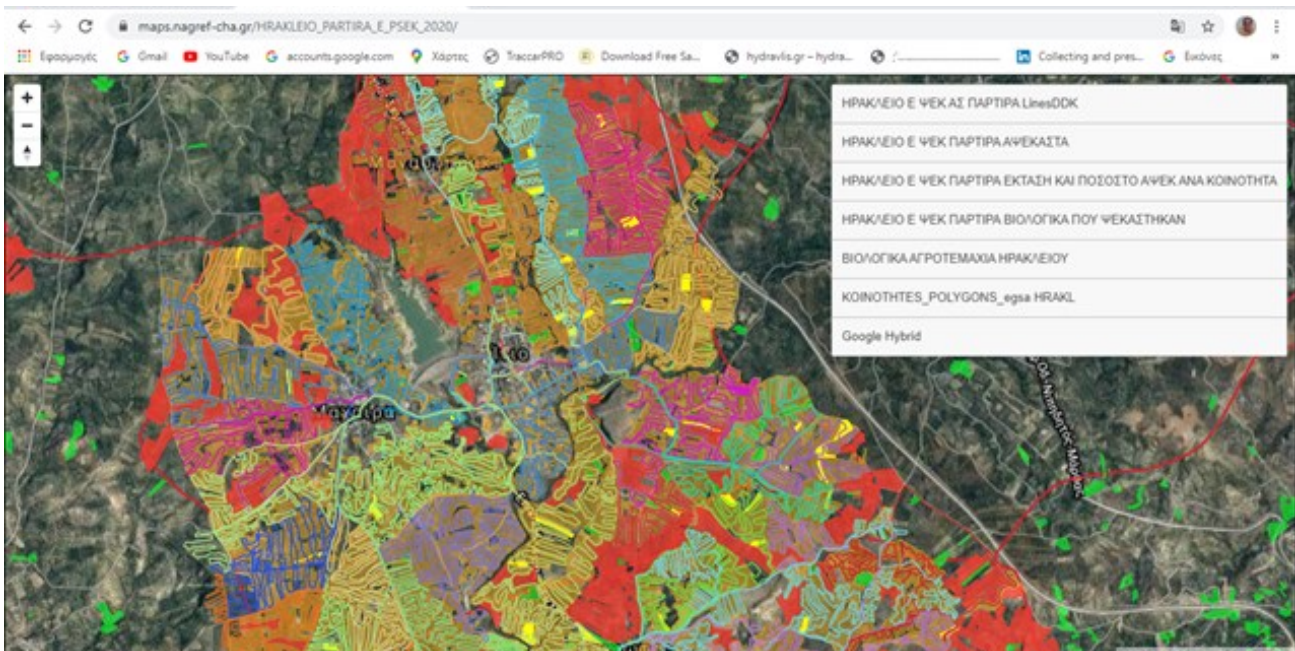 maps.nagref-cha.gr/HRAKLEIO_PARTIRA_E_PSEK_2020/
Εφαρμογές Gmail YouTube accounts.google.com Χάρτες TraccarPRO Download Free Sa... hydravlis.gr – hydra... Collecting and pres... Εικόνες »
+
−
ΗΡΑΚΛΕΙΟ Ε ΨΕΚ ΑΣ ΠΑΡΤΙΡΑ LinesDDK
ΗΡΑΚΛΕΙΟ Ε ΨΕΚ ΠΑΡΤΙΡΑ ΑΨΕΚΑΣΤΑ
ΗΡΑΚΛΕΙΟ Ε ΨΕΚ ΠΑΡΤΙΡΑ ΕΚΤΑΣΗ ΚΑΙ ΠΟΣΟΣΤΟ ΑΨΕΚ ΑΝΑ ΚΟΙΝΟΤΗΤΑ
ΗΡΑΚΛΕΙΟ Ε ΨΕΚ ΠΑΡΤΙΡΑ ΒΙΟΛΟΓΙΚΑ ΠΟΥ ΨΕΚΑΣΤΗΚΑΝ
ΒΙΟΛΟΓΙΚΑ ΑΓΡΟΤΕΜΑΧΙΑ ΗΡΑΚΛΕΙΟΥ
KOINOTHTES_POLYGONS_egsa HRAKL
Google Hybrid